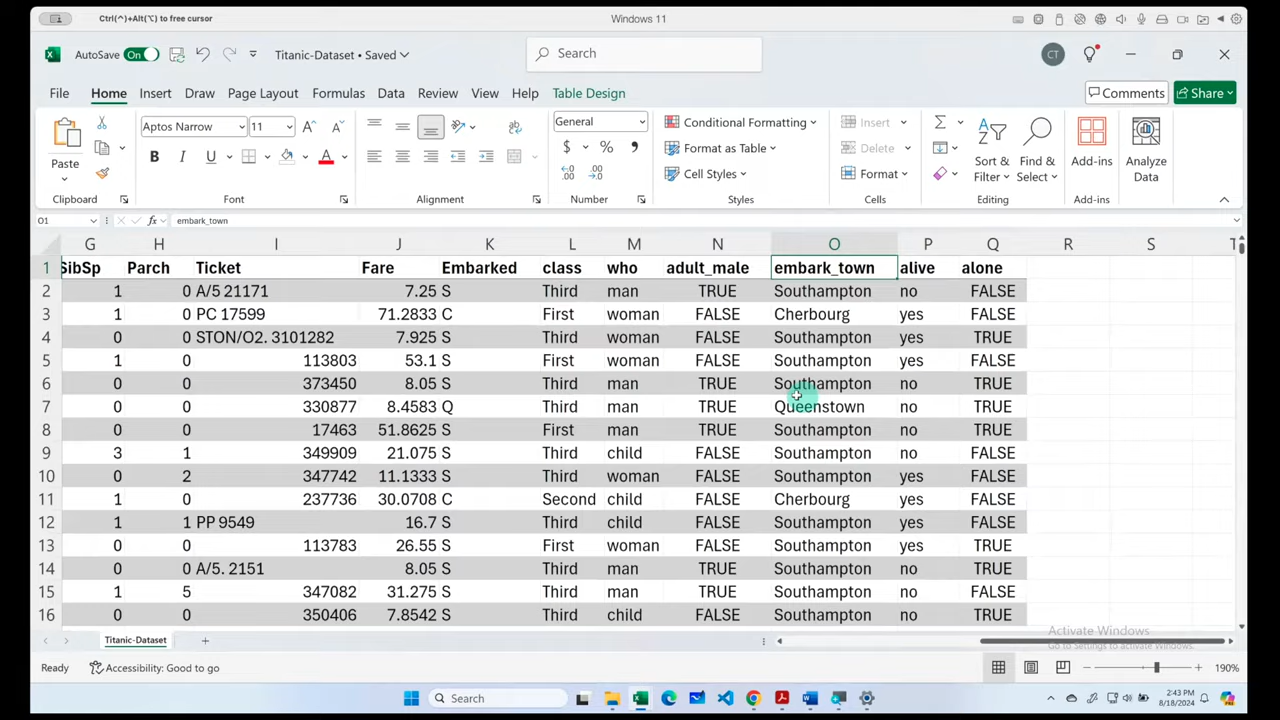 Ctrl(^)+Alt(⌥) to free cursor
Windows 11
AutoSave On
Titanic-Dataset • Saved
Search
CT
File Home Insert Draw Page Layout Formulas Data Review View Help Table Design
Comments Share
Paste
Clipboard
Aptos Narrow 11
B I U
Font
Alignment
General
$ % ,
Number
Conditional Formatting
Format as Table
Cell Styles
Styles
Insert
Delete
Format
Cells
Sort & Filter
Find & Select
Editing
Add-ins
Add-ins
Analyze Data
O1 fx embark_town
G H I J K L M N O P Q R S T
1 SibSp Parch Ticket Fare Embarked class who adult_male embark_town alive alone
2 1 0 A/5 21171 7.25 S Third man TRUE Southampton no FALSE
3 1 0 PC 17599 71.2833 C First woman FALSE Cherbourg yes FALSE
4 0 0 STON/O2. 3101282 7.925 S Third woman FALSE Southampton yes TRUE
5 1 0 113803 53.1 S First woman FALSE Southampton yes FALSE
6 0 0 373450 8.05 S Third man TRUE Southampton no TRUE
7 0 0 330877 8.4583 Q Third man TRUE Queenstown no TRUE
8 0 0 17463 51.8625 S First man TRUE Southampton no TRUE
9 3 1 349909 21.075 S Third child FALSE Southampton no FALSE
10 0 2 347742 11.1333 S Third woman FALSE Southampton yes FALSE
11 1 0 237736 30.0708 C Second child FALSE Cherbourg yes FALSE
12 1 1 PP 9549 16.7 S Third child FALSE Southampton yes FALSE
13 0 0 113783 26.55 S First woman FALSE Southampton yes TRUE
14 0 0 A/5. 2151 8.05 S Third man TRUE Southampton no TRUE
15 1 5 347082 31.275 S Third man TRUE Southampton no FALSE
16 0 0 350406 7.8542 S Third child FALSE Southampton no TRUE
Titanic-Dataset
Activate Windows
Go to Settings to activate Windows.
Ready Accessibility: Good to go
190%
Search
2:43 PM
8/18/2024